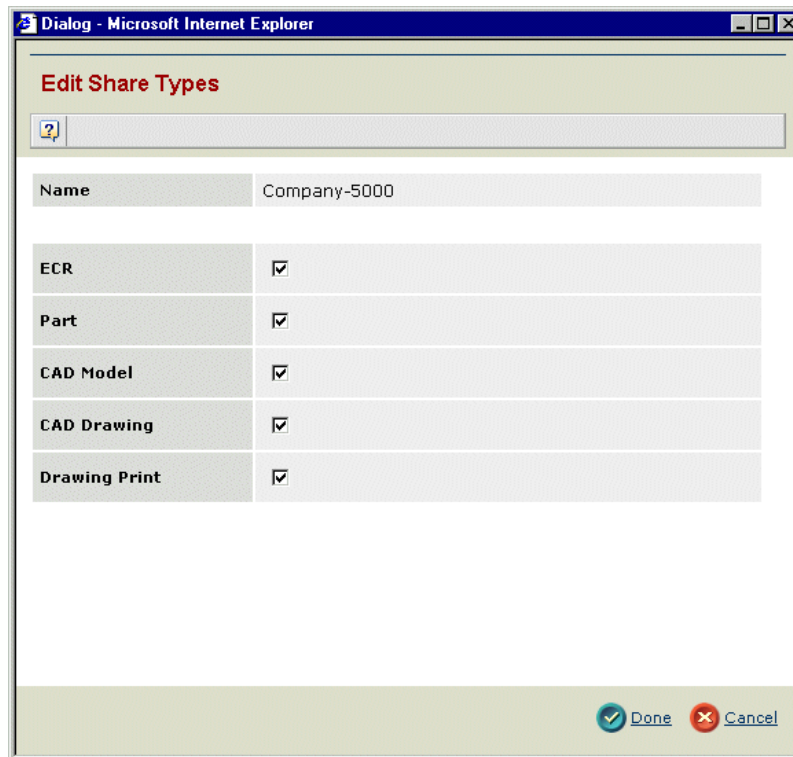 Dialog - Microsoft Internet Explorer
Edit Share Types
Name Company-5000
ECR
Part
CAD Model
CAD Drawing
Drawing Print
Done Cancel